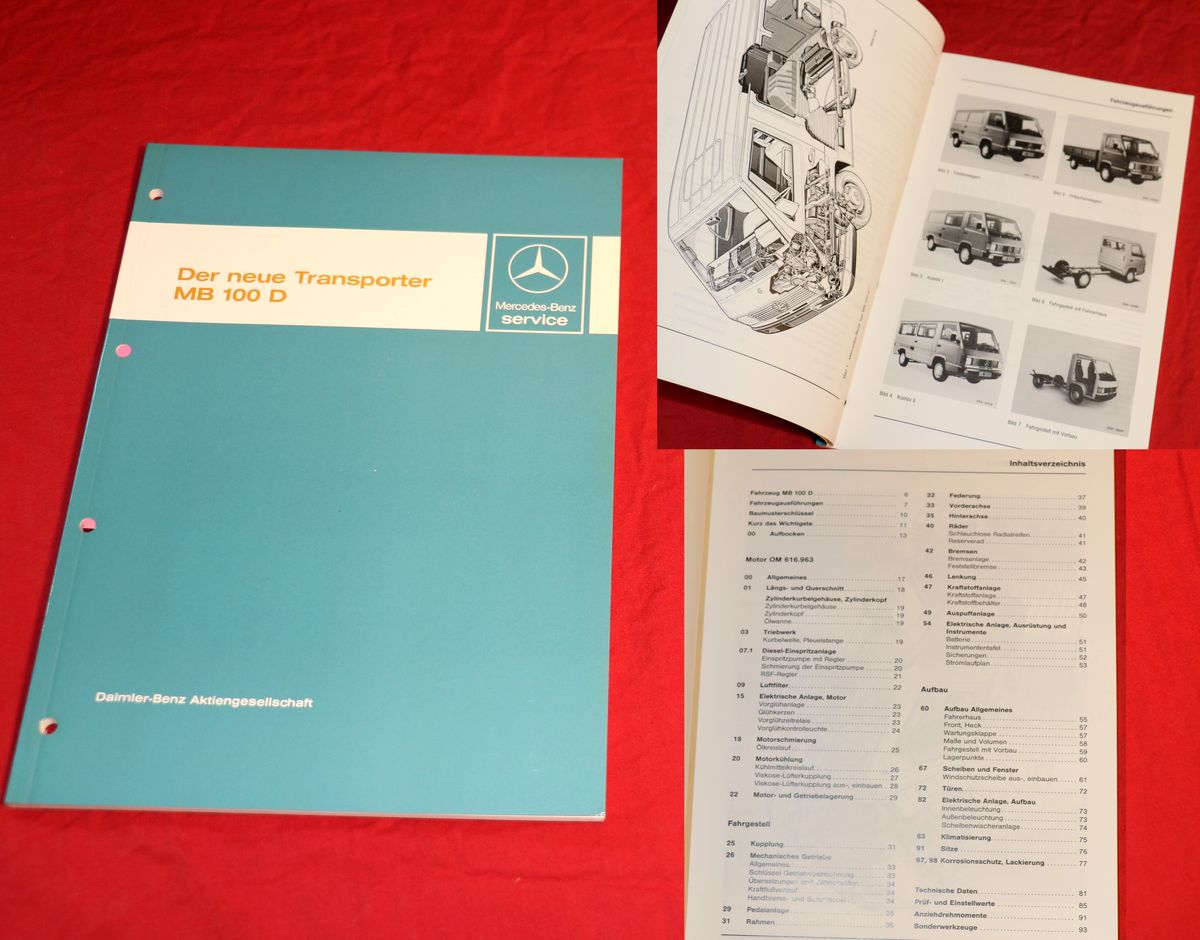 Der neue Transporter
MB 100 D
Mercedes-Benz
service
Daimler-Benz Aktiengesellschaft
Fahrzeugausführungen
Bild 2 Kastenwagen
Bild 5 Pritschenwagen
Bild 3 Kombi I
Bild 6 Fahrgestell mit Fahrerhaus
Bild 4 Kombi II
Bild 7 Fahrgestell mit Vorbau
Inhaltsverzeichnis
Fahrzeug MB 100 D 6
Fahrzeugausführungen 7
Baumusterschlüssel 10
Kurz das Wichtigste 11
00 Aufbocken 13
Motor OM 616.963
00 Allgemeines 17
01 Längs- und Querschnitt 18
Zylinderkurbelgehäuse, Zylinderkopf
Zylinderkurbelgehäuse 19
Zylinderkopf 19
Ölwanne 19
03 Triebwerk
Kurbelwelle, Pleuelstange 19
07.1 Diesel-Einspritzanlage
Einspritzpumpe mit Regler 20
Schmierung der Einspritzpumpe 20
RSF-Regler 21
09 Luftfilter 22
15 Elektrische Anlage, Motor
Vorglühanlage 23
Glühkerzen 23
Vorglühzeitrelais 23
Vorglühkontrolleuchte 24
18 Motorschmierung
Ölkreislauf 25
20 Motorkühlung
Kühlmittelkreislauf 26
Viskose-Lüfterkupplung 27
Viskose-Lüfterkupplung aus-, einbauen 28
22 Motor- und Getriebelagerung 29
Fahrgestell
25 Kupplung 31
26 Mechanisches Getriebe
Allgemeines 33
Schlüssel Getriebebezeichnung 33
Übersetzungen und Zähnezahlen 34
Kraftflußverlauf 34
Handbrems- und Schalthebel 34
29 Pedalanlage 35
31 Rahmen 35
32 Federung 37
33 Vorderachse 39
35 Hinterachse 40
40 Räder
Schlauchlose Radialreifen 41
Reserverad 41
42 Bremsen
Bremsanlage 42
Feststellbremse 43
46 Lenkung 45
47 Kraftstoffanlage
Kraftstoffanlage 47
Kraftstoffbehälter 48
49 Auspuffanlage 50
54 Elektrische Anlage, Ausrüstung und
Instrumente
Batterie 51
Instrumententafel 51
Sicherungen 52
Stromlaufplan 53
Aufbau
60 Aufbau Allgemeines
Fahrerhaus 55
Front, Heck 57
Wartungsklappe 57
Maße und Volumen 58
Fahrgestell mit Vorbau 59
Lagerpunkte 60
67 Scheiben und Fenster
Windschutzscheibe aus-, einbauen 61
72 Türen 72
82 Elektrische Anlage, Aufbau
Innenbeleuchtung 73
Außenbeleuchtung 73
Scheibenwischeranlage 74
83 Klimatisierung 75
91 Sitze 76
97, 98 Korrosionsschutz, Lackierung 77
Technische Daten 81
Prüf- und Einstellwerte 85
Anziehdrehmomente 91
Sonderwerkzeuge 93